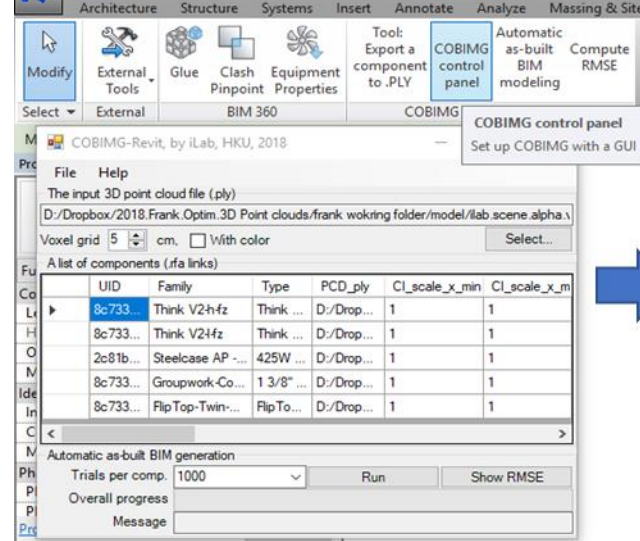 Architecture Structure Systems Insert Annotate Analyze Massing & Site
Modify
External Tools
Glue
Clash Pinpoint
Equipment Properties
Tool: Export a component to .PLY
COBIMG control panel
Automatic as-built BIM modeling
Compute RMSE
Select External BIM 360 COBIMG
COBIMG control panel
Set up COBIMG with a GUI
COBIMG-Revit, by iLab, HKU, 2018
File Help
The input 3D point cloud file (.ply)
D:/Dropbox/2018.Frank.Optim.3D Point clouds/frank wokring folder/model/ilab.scene.alpha.v
Voxel grid 5 cm, With color Select...
A list of components (.rfa links)
UID Family Type PCD_ply CI_scale_x_min CI_scale_x_m
8c733... Think V2-h-fz Think ... D:/Drop... 1 1
8c733... Think V2-l-fz Think ... D:/Drop... 1 1
2c81b... Steelcase AP -... 425W ... D:/Drop... 1 1
8c733... Groupwork-Co... 1 3/8" ... D:/Drop... 1 1
8c733... FlipTop-Twin-... FlipTo... D:/Drop... 1 1
Automatic as-built BIM generation
Trials per comp. 1000 Run Show RMSE
Overall progress
Message